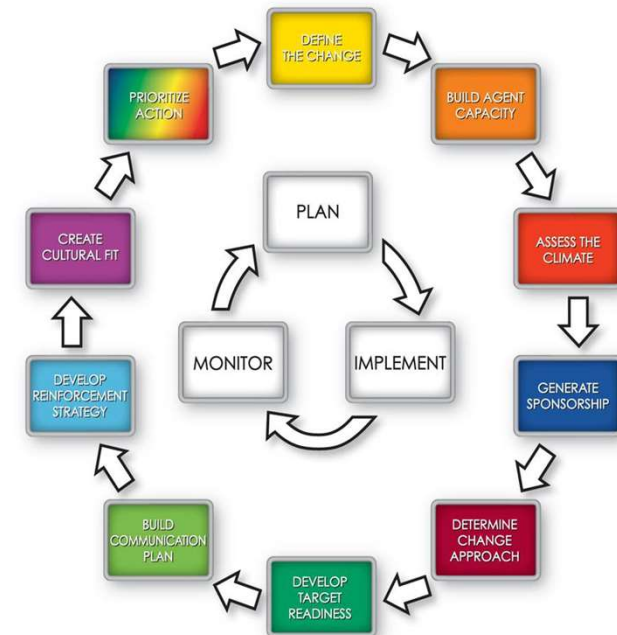 DEFINE
THE CHANGE
BUILD AGENT
CAPACITY
ASSESS THE
CLIMATE
GENERATE
SPONSORSHIP
DETERMINE
CHANGE
APPROACH
DEVELOP
TARGET
READINESS
BUILD
COMMUNICATION
PLAN
DEVELOP
REINFORCEMENT
STRATEGY
CREATE
CULTURAL FIT
PRIORITIZE
ACTION
PLAN
IMPLEMENT
MONITOR